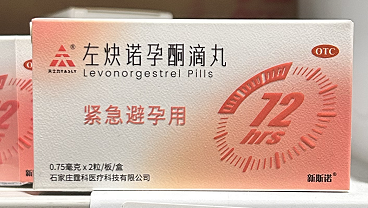 左炔诺孕酮滴丸
Levonorgestrel Pills
OTC
紧急避孕用
72
hrs
0.75毫克×2粒/板/盒
石家庄霞科医疗科技有限公司
新斯诺®